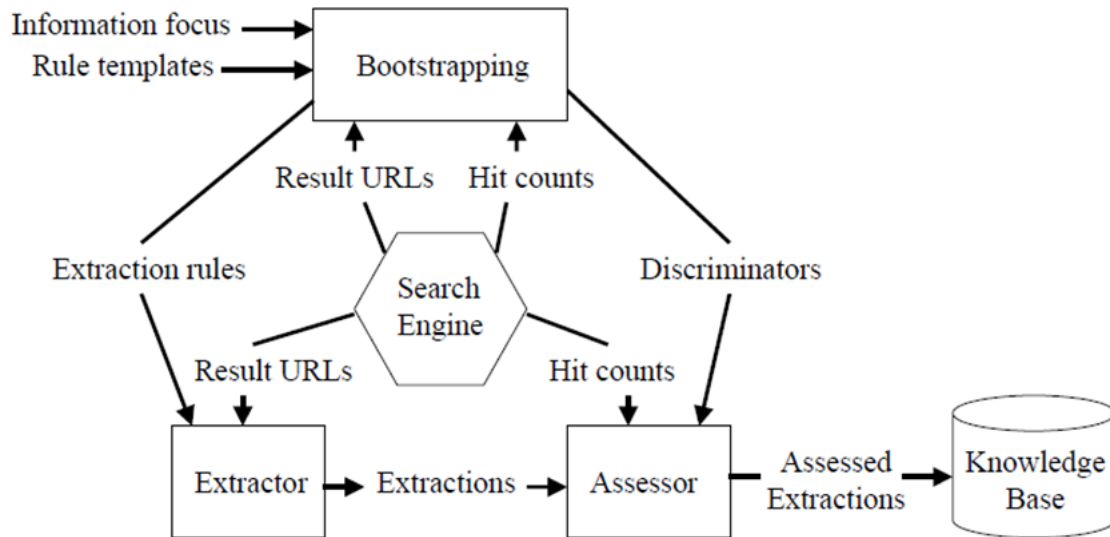 Information focus
Rule templates
Bootstrapping
Result URLs
Hit counts
Extraction rules
Search
Engine
Discriminators
Result URLs
Hit counts
Extractor
Extractions
Assessor
Assessed
Extractions
Knowledge
Base